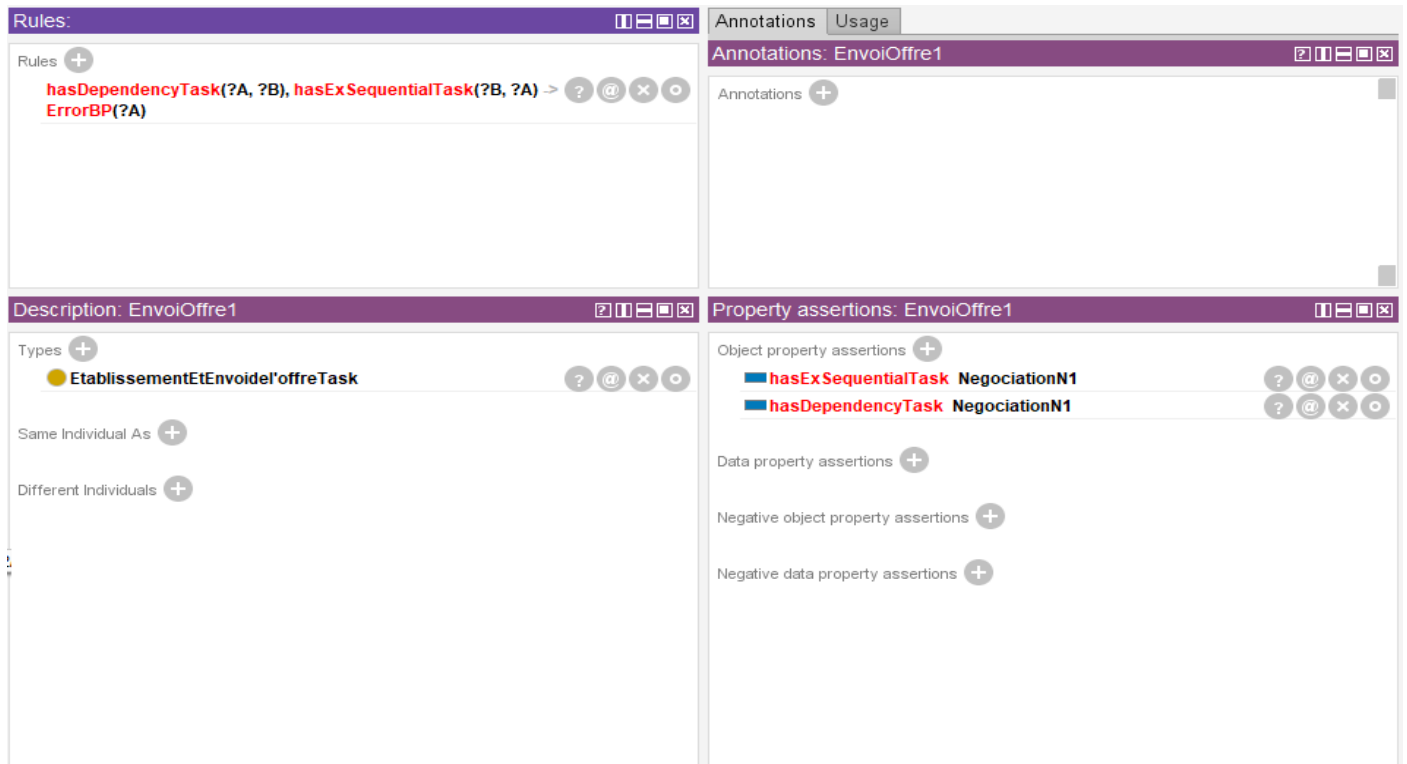 Rules:
Rules
hasDependencyTask(?A, ?B), hasExSequentialTask(?B, ?A) ->
ErrorBP(?A)
Annotations Usage
Annotations: EnvoiOffre1
Annotations
Description: EnvoiOffre1
Types
EtablissementEtEnvoidel'offreTask
Same Individual As
Different Individuals
Property assertions: EnvoiOffre1
Object property assertions
hasExSequentialTask NegociationN1
hasDependencyTask NegociationN1
Data property assertions
Negative object property assertions
Negative data property assertions